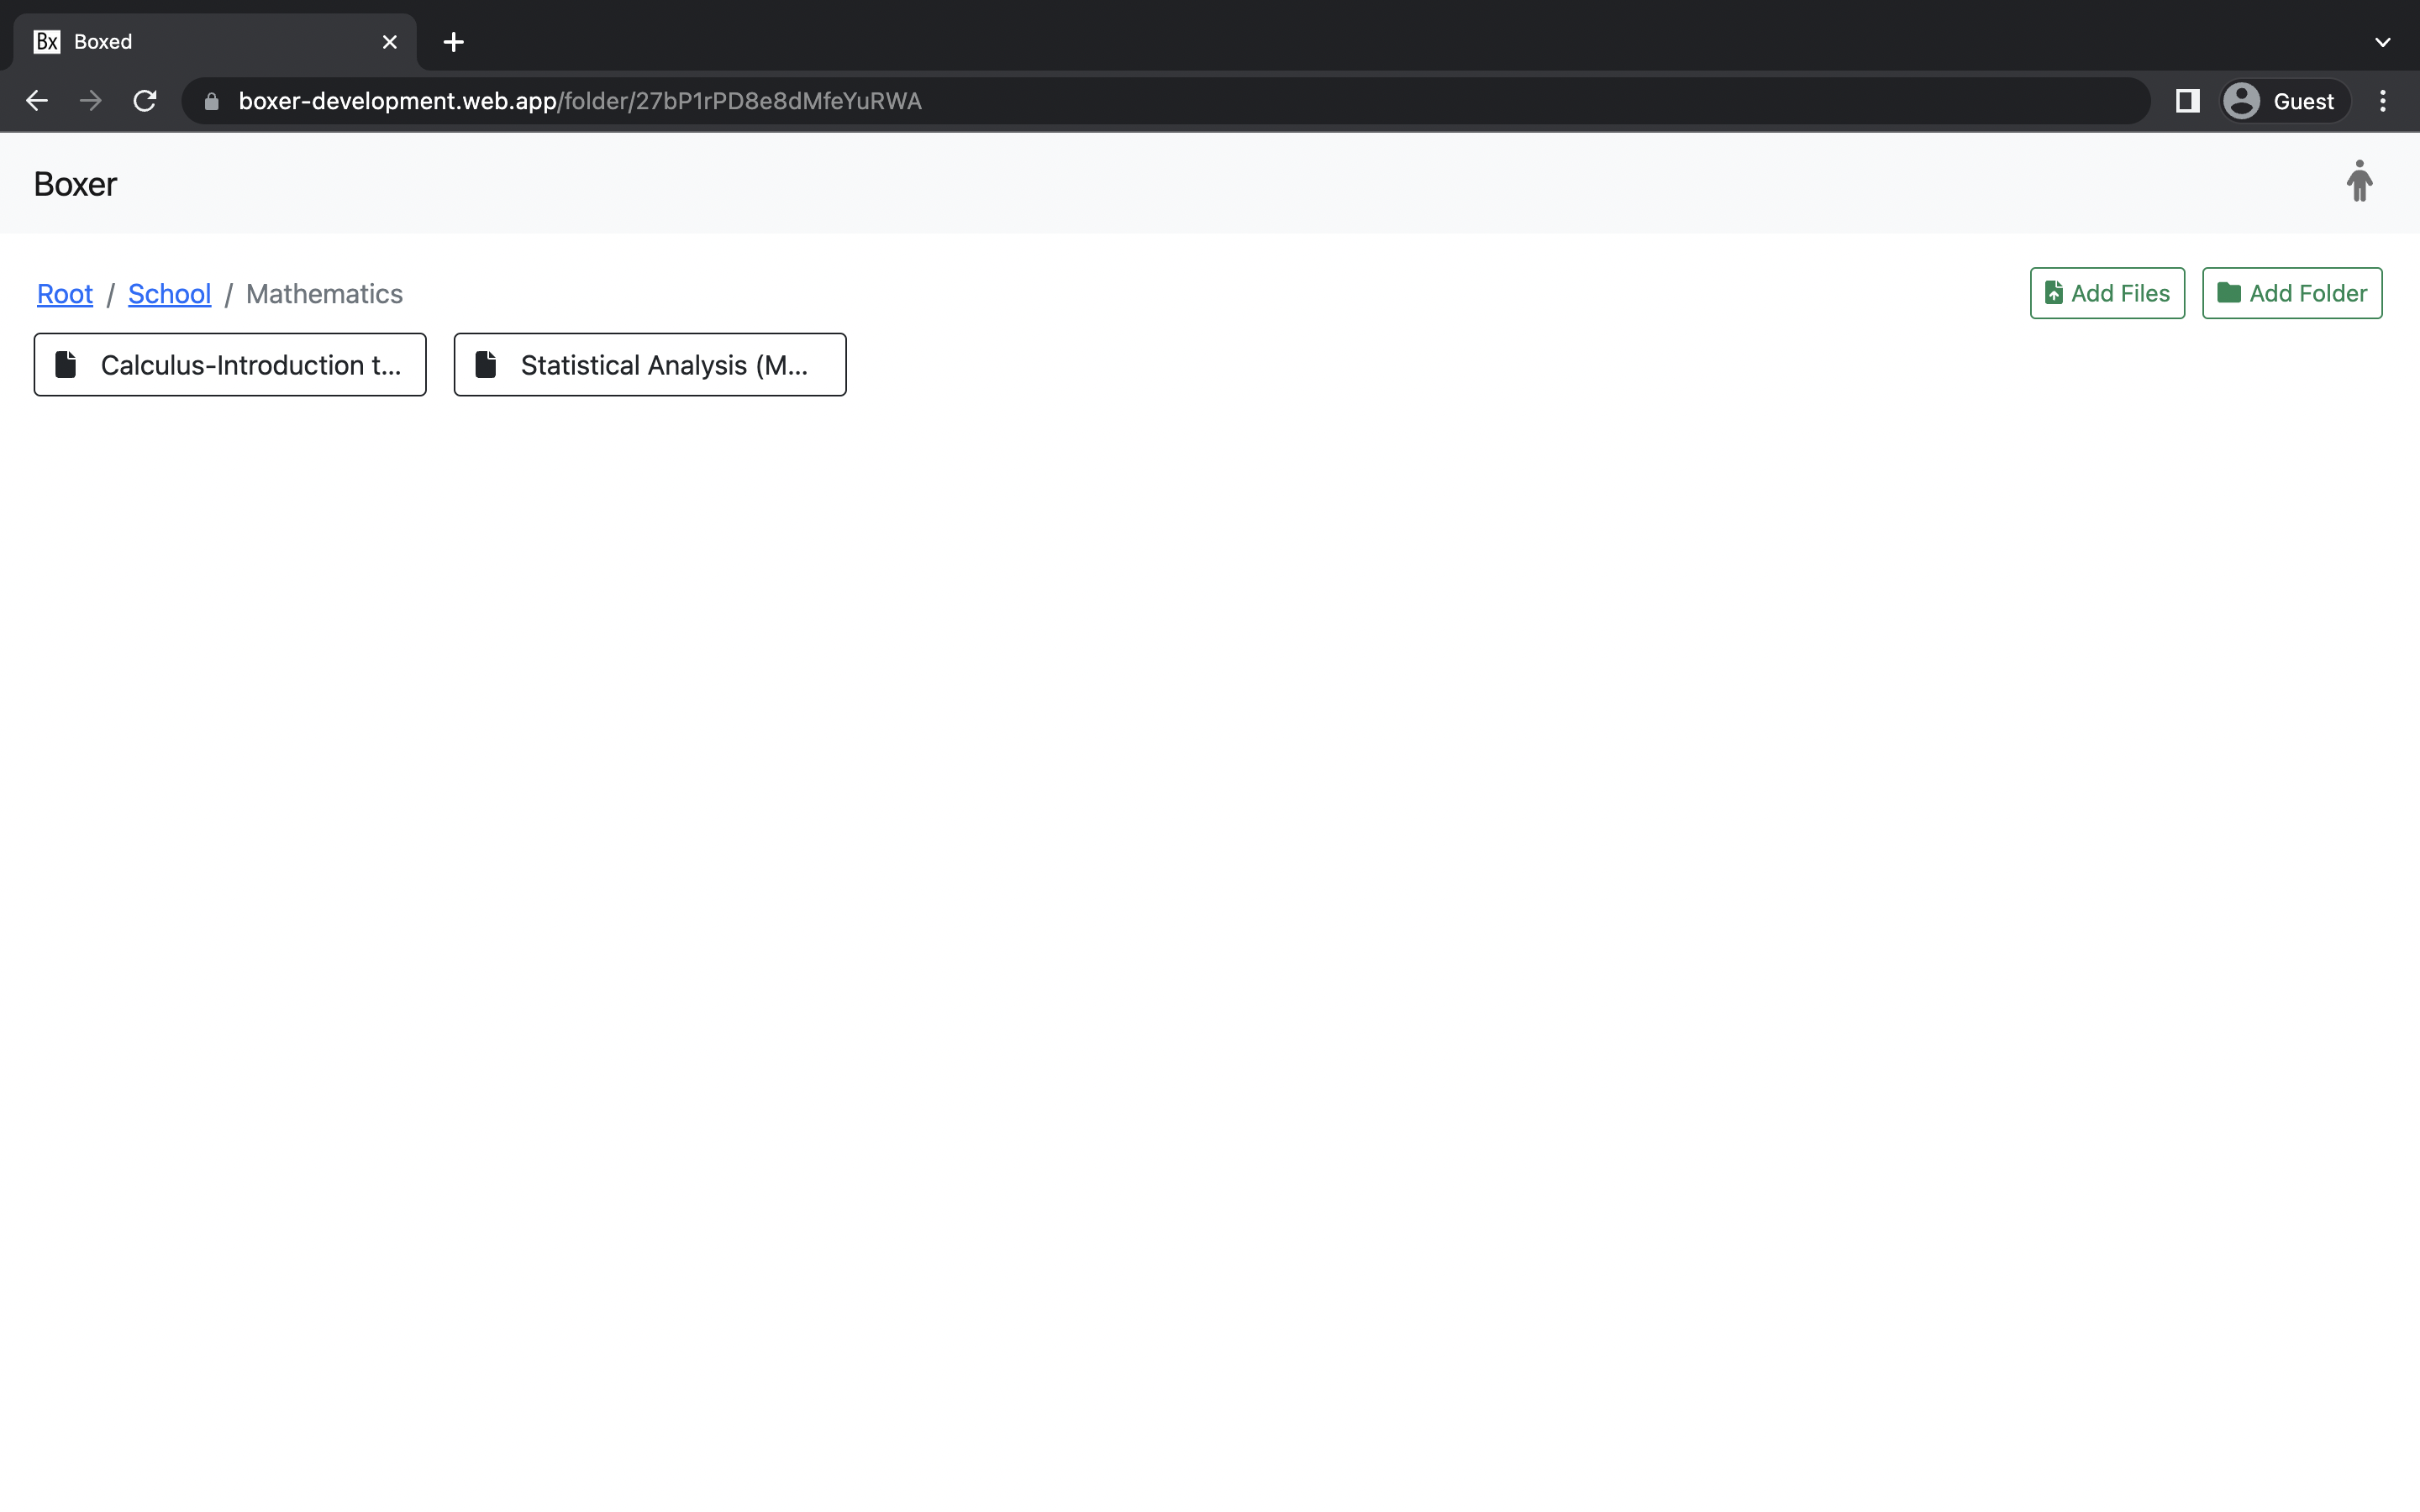 Bx Boxed
boxer-development.web.app/folder/27bP1rPD8e8dMfeYuRWA
Guest
Boxer
Root / School / Mathematics
Add Files
Add Folder
Calculus-Introduction t...
Statistical Analysis (M...